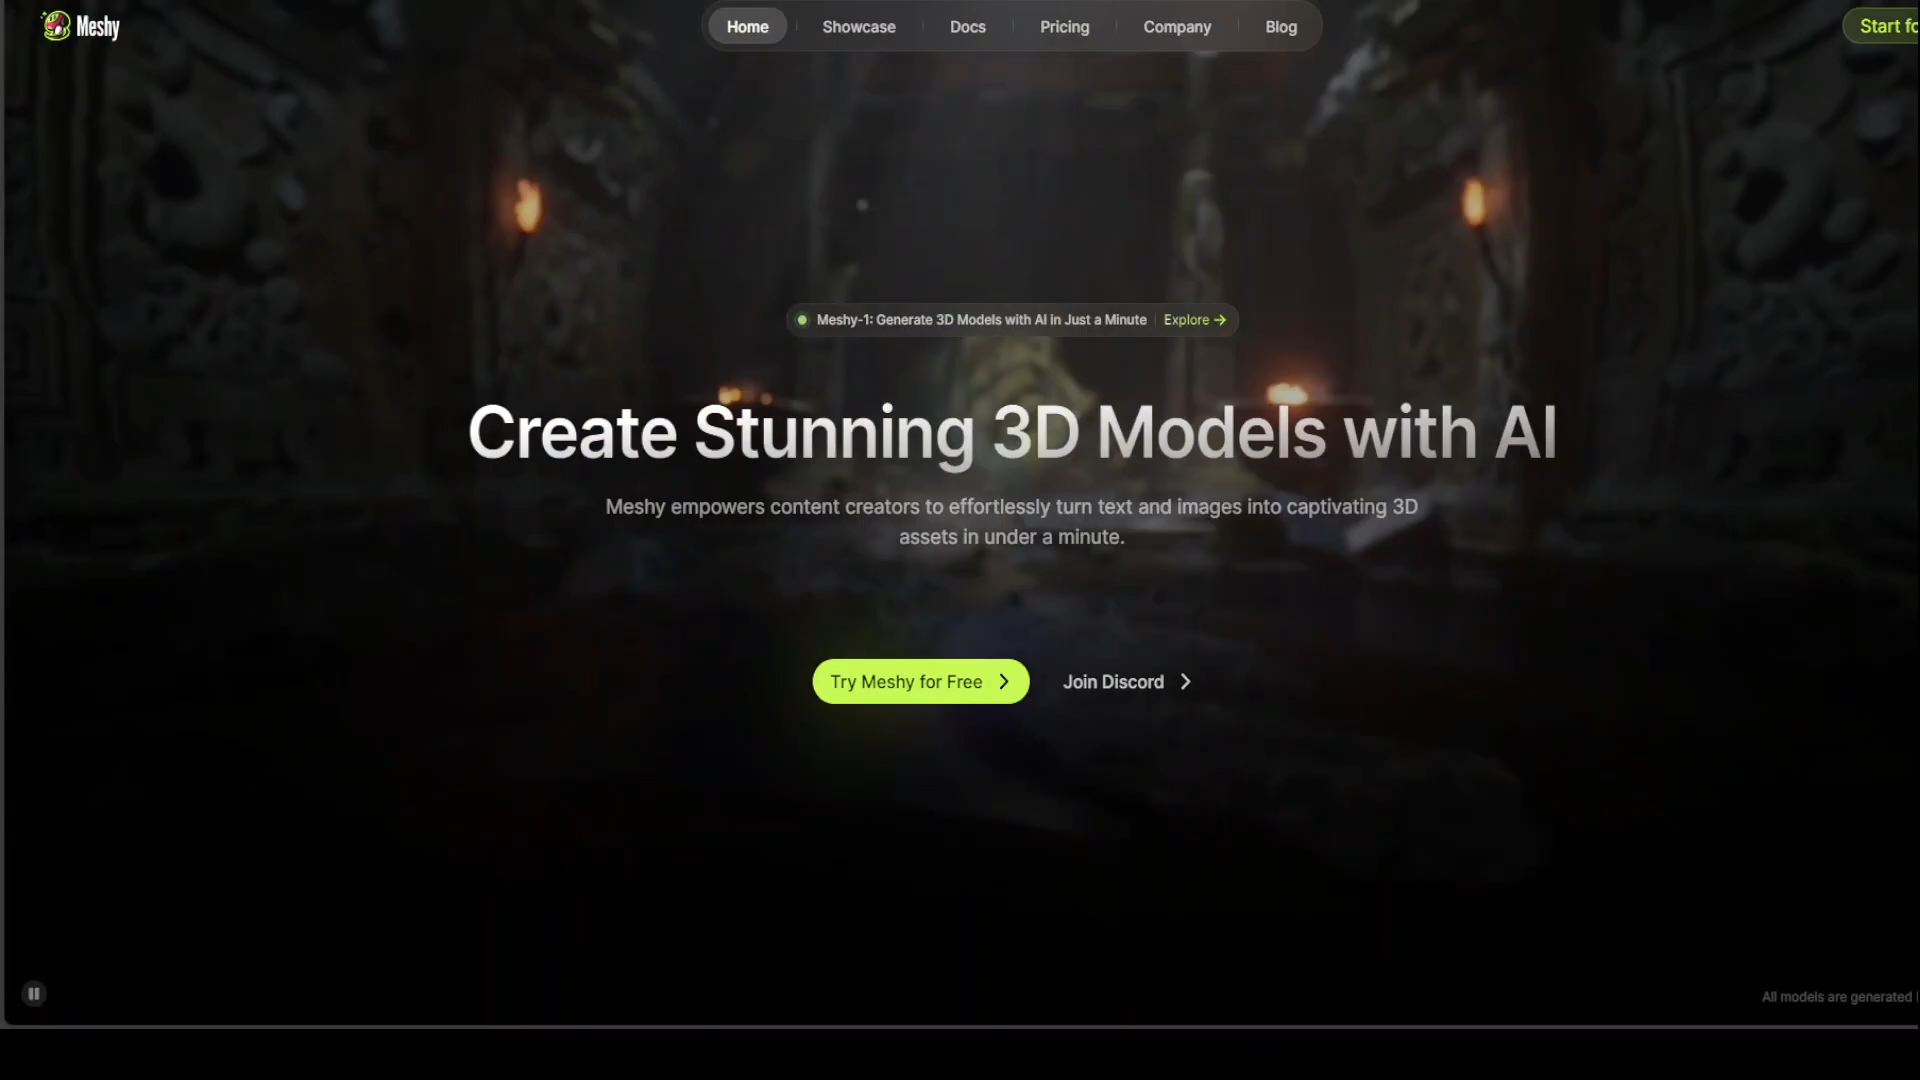 Meshy
Home
Showcase
Docs
Pricing
Company
Blog
Start
Meshy-1: Generate 3D Models with AI in Just a Minute
Explore →
Create Stunning 3D Models with AI
Meshy empowers content creators to effortlessly turn text and images into captivating 3D
assets in under a minute.
Try Meshy for Free
Join Discord
All models are generated